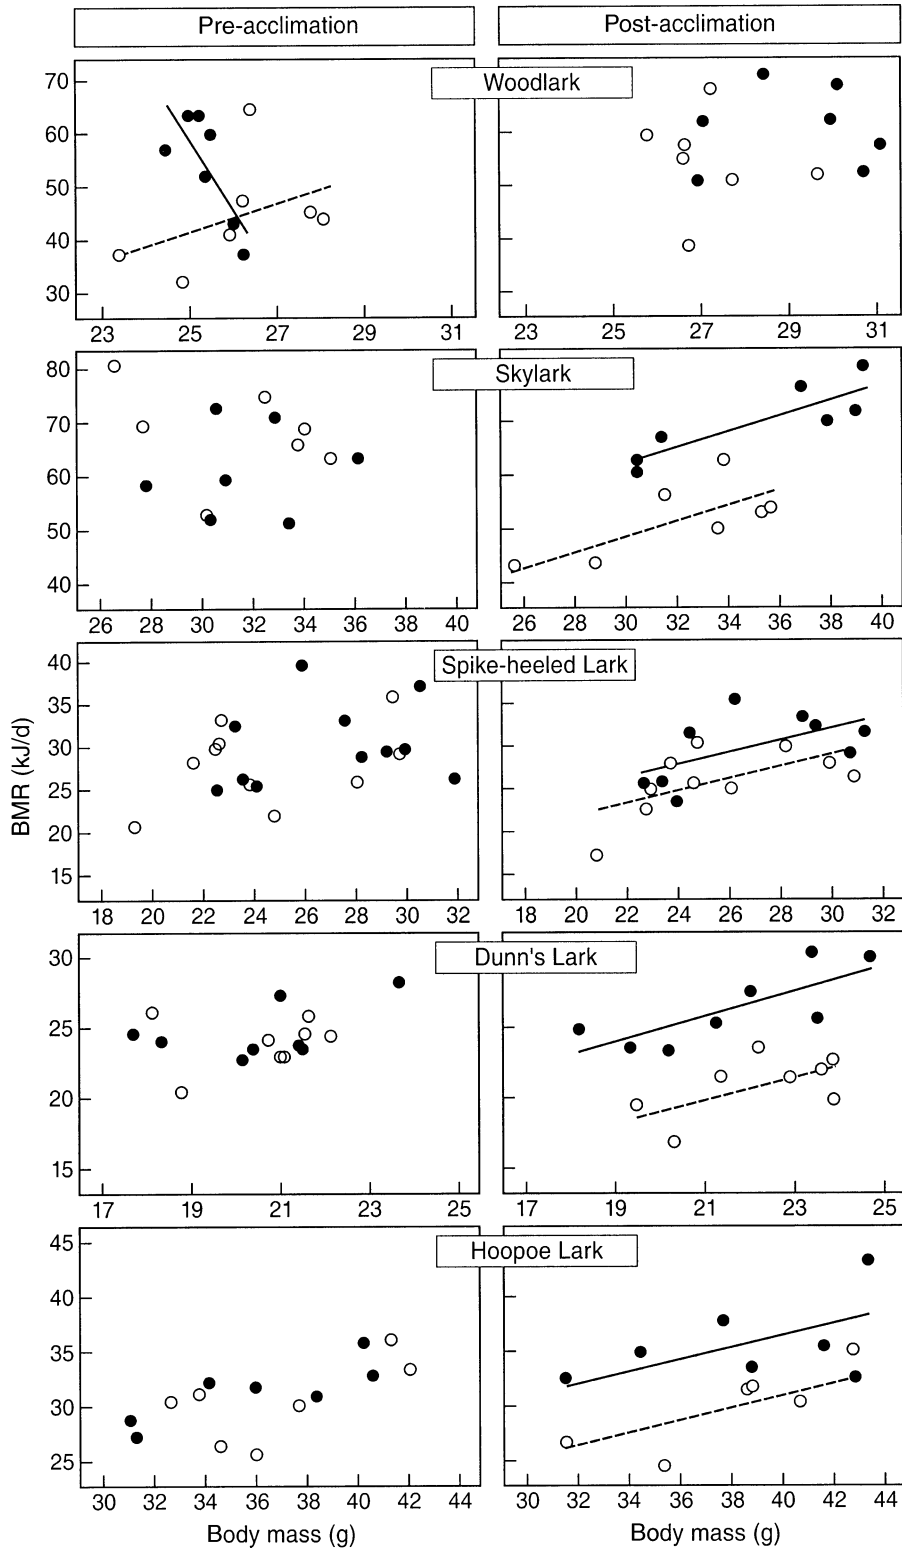 Pre-acclimation Post-acclimation
Woodlark
70
60
50
40
30
23 25 27 29 31 23 25 27 29 31
Skylark
80
70
60
50
40
26 28 30 32 34 36 38 40 26 28 30 32 34 36 38 40
Spike-heeled Lark
40
35
30
25
20
15
BMR (kJ/d)
18 20 22 24 26 28 30 32 18 20 22 24 26 28 30 32
Dunn's Lark
30
25
20
15
17 19 21 23 25 17 19 21 23 25
Hoopoe Lark
45
40
35
30
25
30 32 34 36 38 40 42 44 30 32 34 36 38 40 42 44
Body mass (g) Body mass (g)